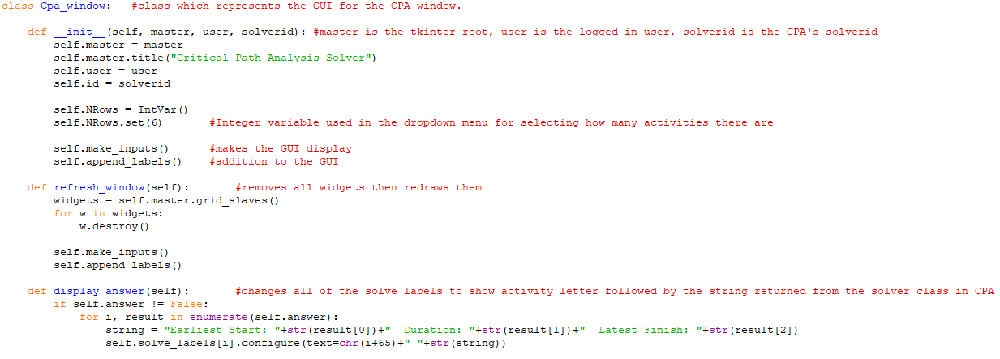 class Cpa_window:   #class which represents the GUI for the CPA window.
    def __init__(self, master, user, solverid): #master is the tkinter root, user is the logged in user, solverid is the CPA's solverid
        self.master = master
        self.master.title("Critical Path Analysis Solver")
        self.user = user
        self.id = solverid
        self.NRows = IntVar()
        self.NRows.set(6)       #Integer variable used in the dropdown menu for selecting how many activities there are
        self.make_inputs()      #makes the GUI display
        self.append_labels()    #addition to the GUI
    def refresh_window(self):       #removes all widgets then redraws them
        widgets = self.master.grid_slaves()
        for w in widgets:
            w.destroy()
        self.make_inputs()
        self.append_labels()
    def display_answer(self):       #changes all of the solve labels to show activity letter followed by the string returned from the solver class in CPA
        if self.answer != False:
            for i, result in enumerate(self.answer):
                string = "Earliest Start: "+str(result[0])+"  Duration: "+str(result[1])+"  Latest Finish: "+str(result[2])
                self.solve_labels[i].configure(text=chr(i+65)+" "+str(string))